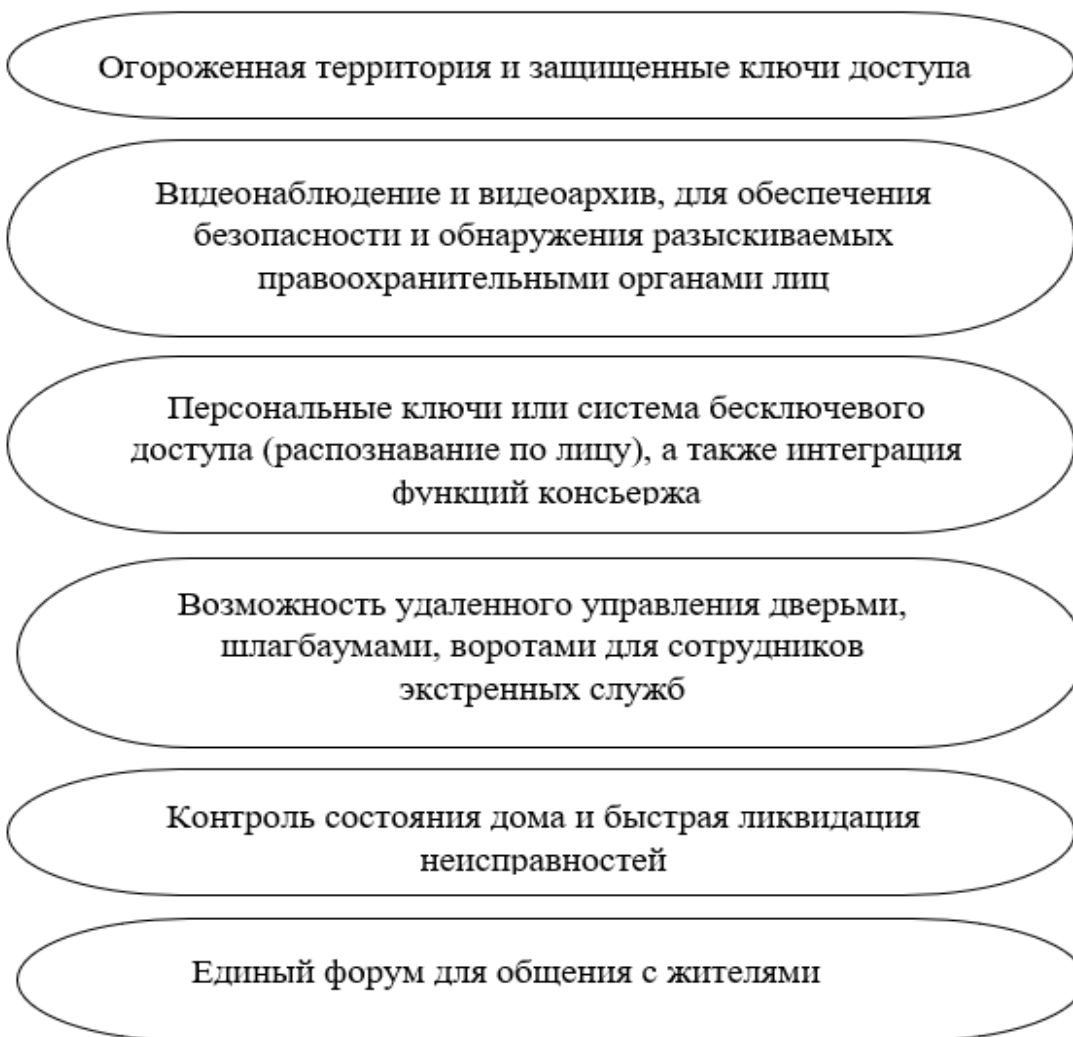 Огороженная территория и защищенные ключи доступа
Видеонаблюдение и видеоархив, для обеспечения
безопасности и обнаружения разыскиваемых
правоохранительными органами лиц
Персональные ключи или система бесключевого
доступа (распознавание по лицу), а также интеграция
функций консьержа
Возможность удаленного управления дверьми,
шлагбаумами, воротами для сотрудников
экстренных служб
Контроль состояния дома и быстрая ликвидация
неисправностей
Единый форум для общения с жителями